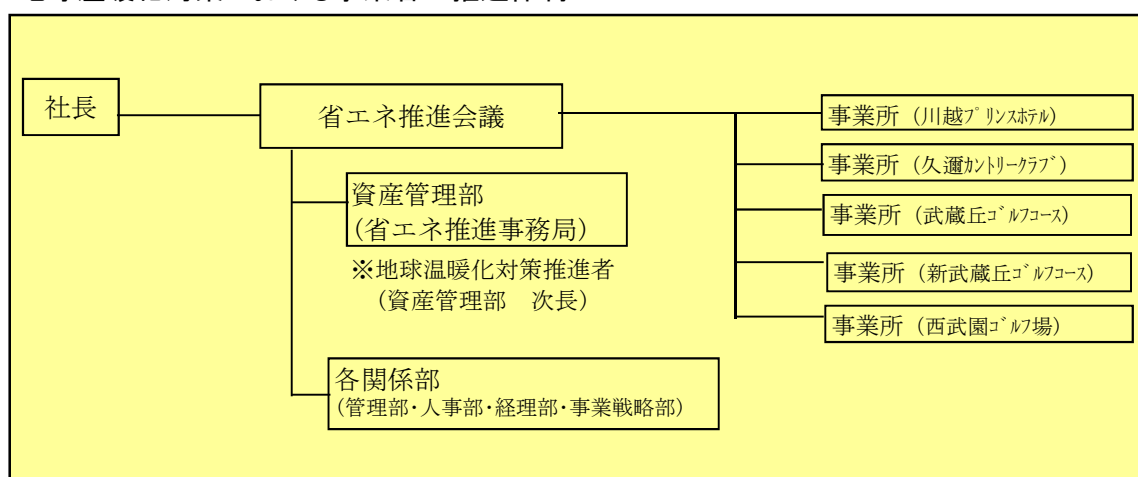 社長
省エネ推進会議
資産管理部
(省エネ推進事務局)
※地球温暖化対策推進者
(資産管理部 次長)
各関係部
(管理部・人事部・経理部・事業戦略部)
事業所 (川越ﾌﾟﾘﾝｽﾎﾃﾙ)
事業所 (久邇ｶﾝﾄﾘｰｸﾗﾌﾞ)
事業所 (武蔵丘ｺﾞﾙﾌｺｰｽ)
事業所 (新武蔵丘ｺﾞﾙﾌｺｰｽ)
事業所 (西武園ｺﾞﾙﾌ場)